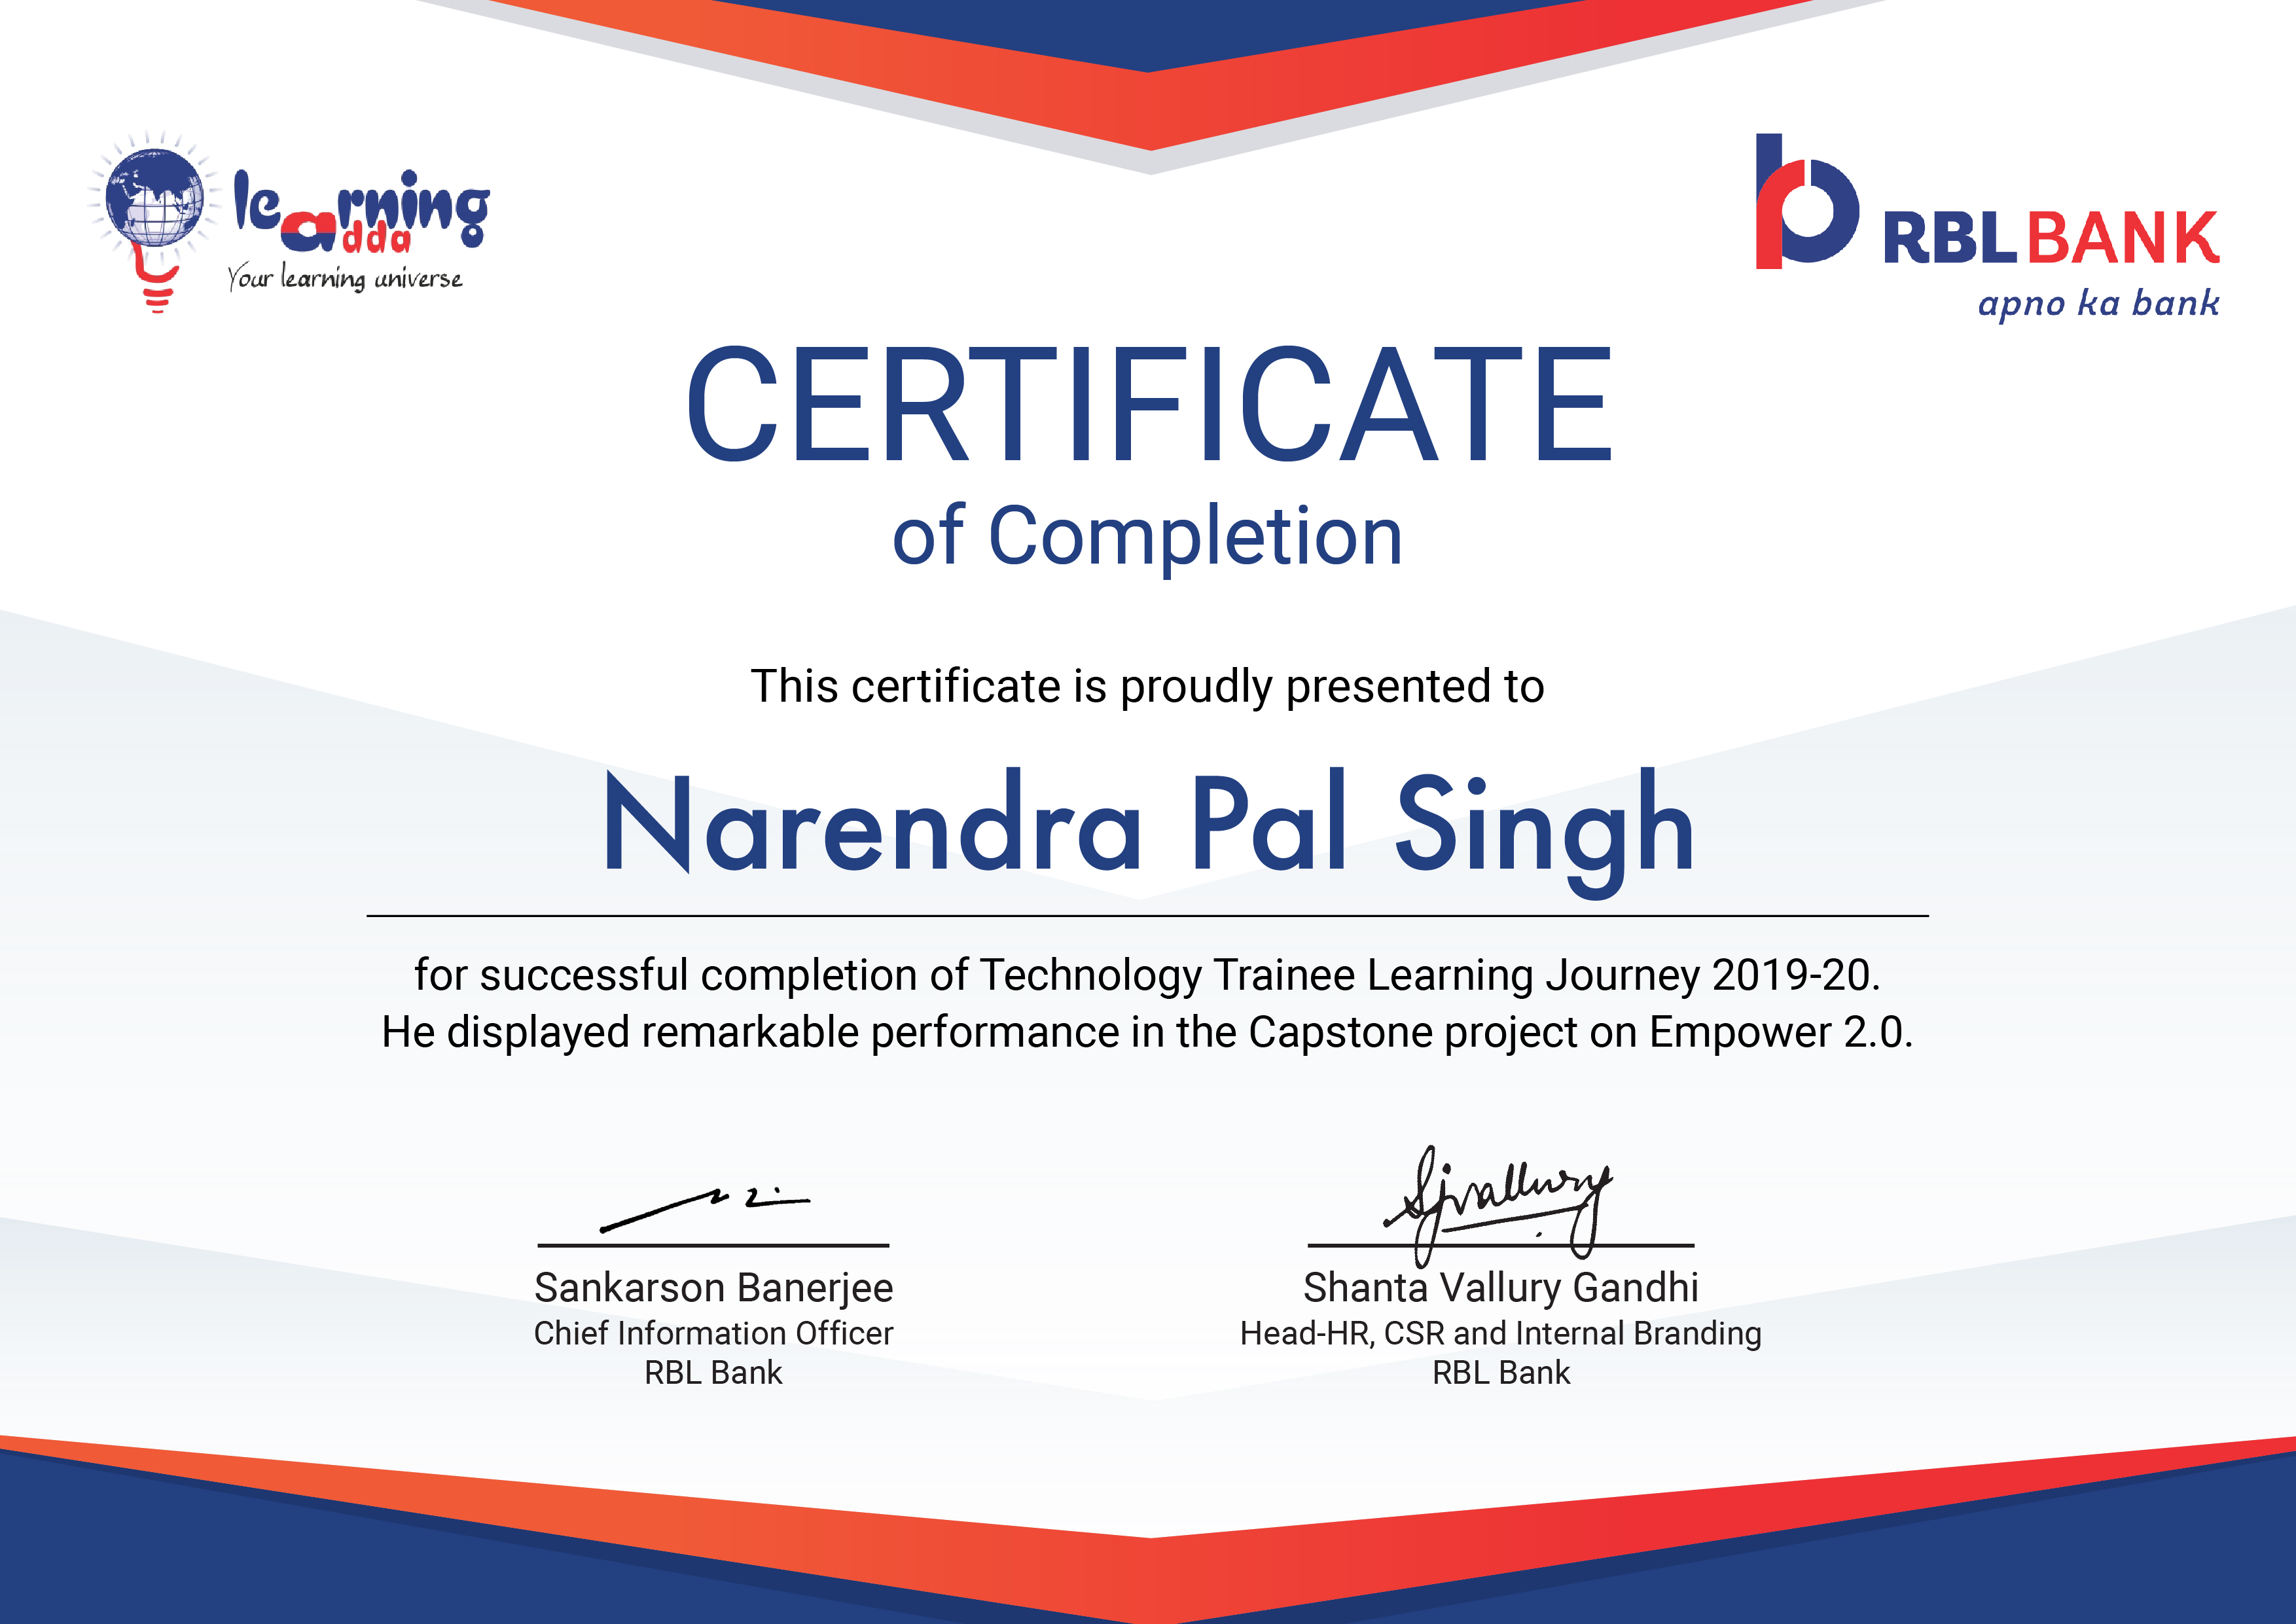 learning
adda
Your learning universe
RBL BANK
apno ka bank
CERTIFICATE
of Completion
This certificate is proudly presented to
Narendra Pal Singh
for successful completion of Technology Trainee Learning Journey 2019-20.
He displayed remarkable performance in the Capstone project on Empower 2.0.
Sjvallury
Sankarson Banerjee
Chief Information Officer
RBL Bank
Shanta Vallury Gandhi
Head-HR, CSR and Internal Branding
RBL Bank